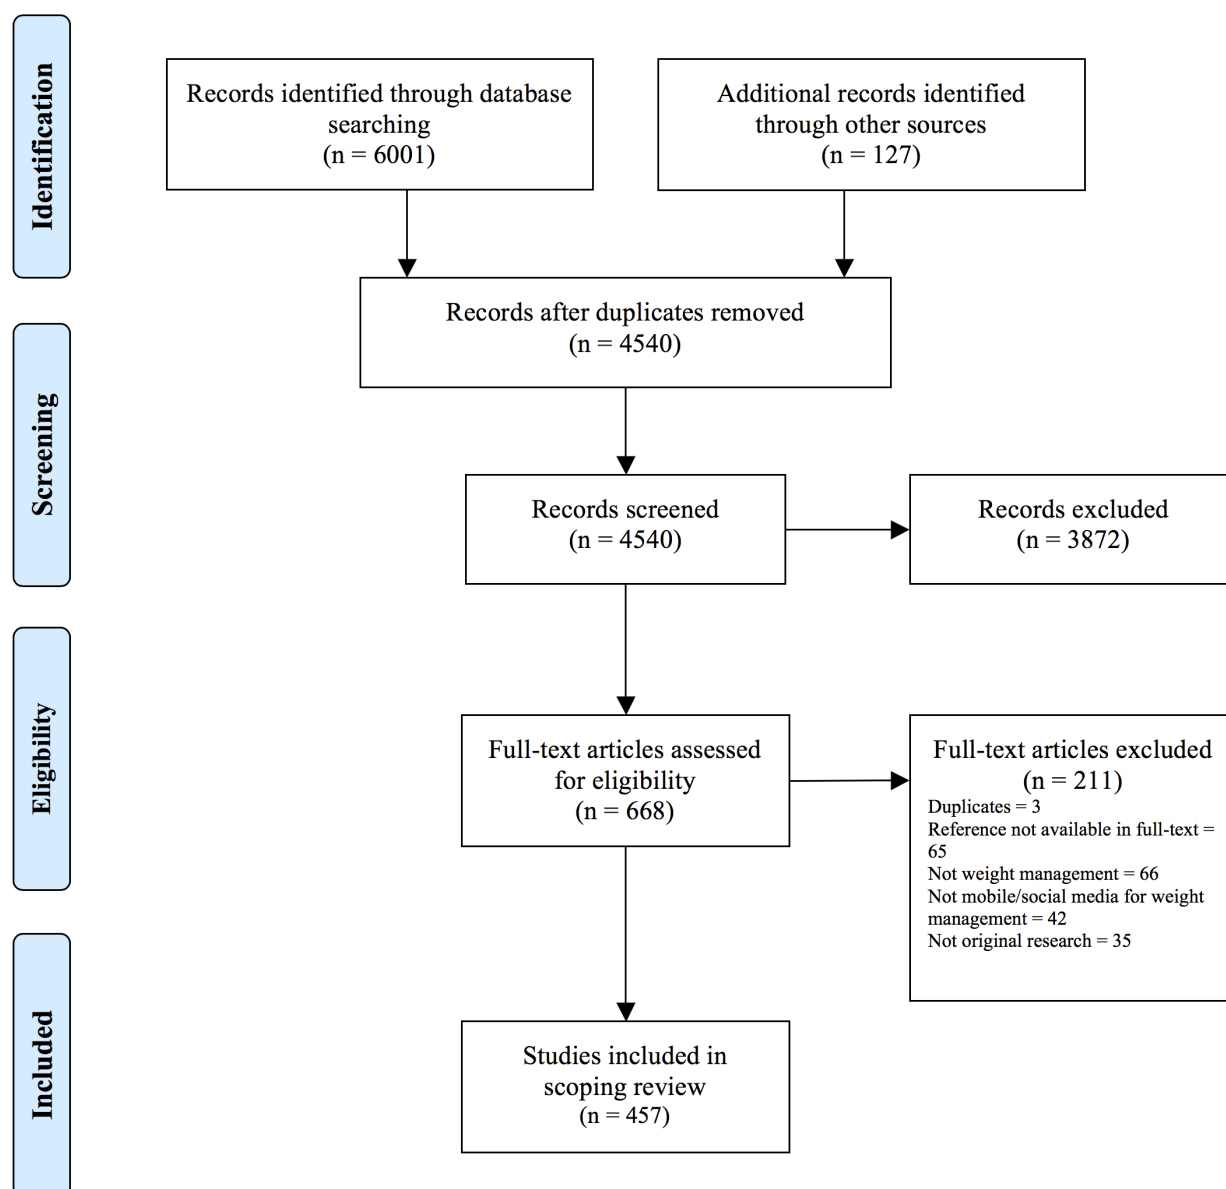 Identification
Records identified through database
searching
(n = 6001)
Additional records identified
through other sources
(n = 127)
Records after duplicates removed
(n = 4540)
Screening
Records screened
(n = 4540)
Records excluded
(n = 3872)
Eligibility
Full-text articles assessed
for eligibility
(n = 668)
Full-text articles excluded
(n = 211)
Duplicates = 3
Reference not available in full-text =
65
Not weight management = 66
Not mobile/social media for weight
management = 42
Not original research = 35
Included
Studies included in
scoping review
(n = 457)